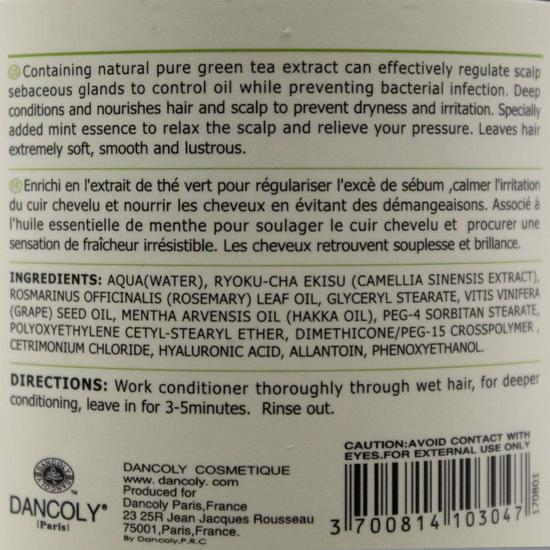 Containing natural pure green tea extract can effectively regulate scalp
sebaceous glands to control oil while preventing bacterial infection. Deep
conditions and nourishes hair and scalp to prevent dryness and irritation. Specially
added mint essence to relax the scalp and relieve your pressure. Leaves hair
extremely soft, smooth and lustrous.
Enrichi en l'extrait de thé vert pour régulariser l'excè de sébum ,calmer l'irritation
du cuir chevelu et nourrir les cheveux en évitant des démangeaisons. Associé à
l'huile essentielle de menthe pour soulager le cuir chevelu et procurer une
sensation de fraîcheur irrésistible. Les cheveux retrouvent souplesse et brillance.
INGREDIENTS: AQUA(WATER), RYOKU-CHA EKISU (CAMELLIA SINENSIS EXTRACT),
ROSMARINUS OFFICINALIS (ROSEMARY) LEAF OIL, GLYCERYL STEARATE, VITIS VINIFERA
(GRAPE) SEED OIL, MENTHA ARVENSIS OIL (HAKKA OIL), PEG-4 SORBITAN STEARATE,
POLYOXYETHYLENE CETYL-STEARYL ETHER, DIMETHICONE/PEG-15 CROSSPOLYMER ,
CETRIMONIUM CHLORIDE, HYALURONIC ACID, ALLANTOIN, PHENOXYETHANOL.
DIRECTIONS: Work conditioner thoroughly through wet hair, for deeper
conditioning, leave in for 3-5minutes. Rinse out.
DANCOLY
DANCOLY®
Paris
™
DANCOLY COSMETIQUE
www.dancoly.com
Produced for
Dancoly Paris,France
23 25R Jean Jacques Rousseau
75001,Paris,France.
By Dancoly,P.R.C
CAUTION:AVOID CONTACT WITH
EYES.FOR EXTERNAL USE ONLY
3 700814 103047
170801